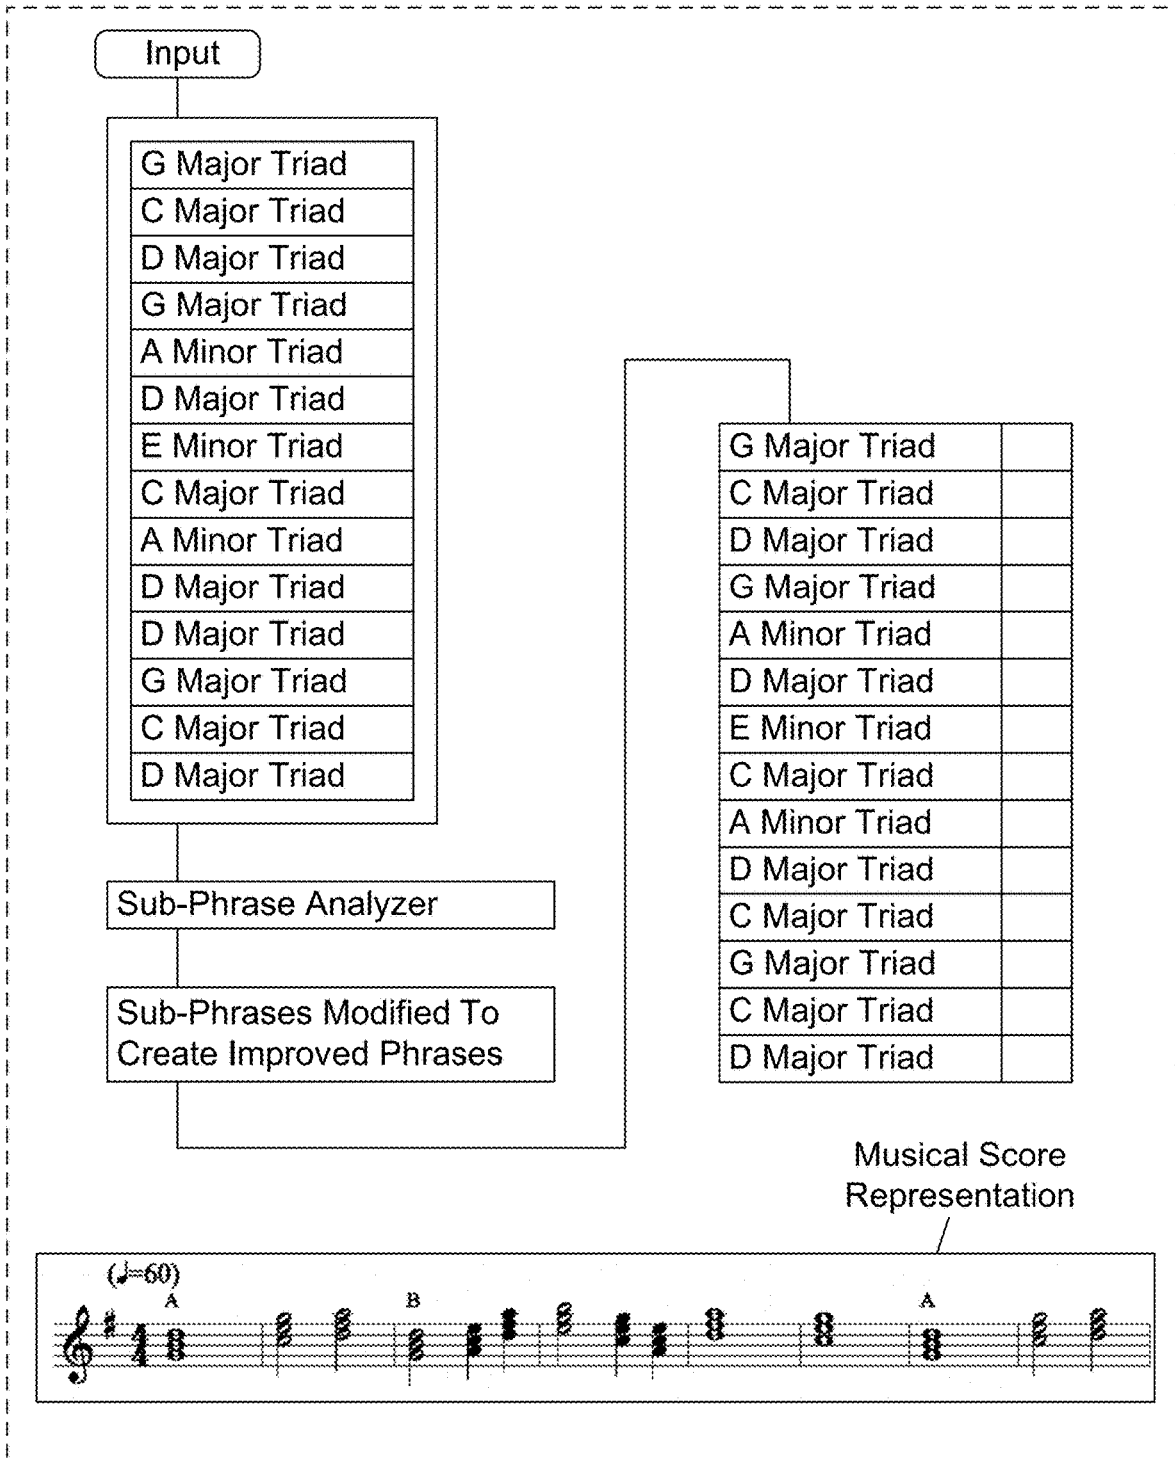 Input
G Major Triad
C Major Triad
D Major Triad
G Major Triad
A Minor Triad
D Major Triad
E Minor Triad
C Major Triad
A Minor Triad
D Major Triad
D Major Triad
G Major Triad
C Major Triad
D Major Triad
Sub-Phrase Analyzer
Sub-Phrases Modified To
Create Improved Phrases
G Major Triad
C Major Triad
D Major Triad
G Major Triad
A Minor Triad
D Major Triad
E Minor Triad
C Major Triad
A Minor Triad
D Major Triad
C Major Triad
G Major Triad
C Major Triad
D Major Triad
Musical Score
Representation
(♩=60)
A B A
4
4